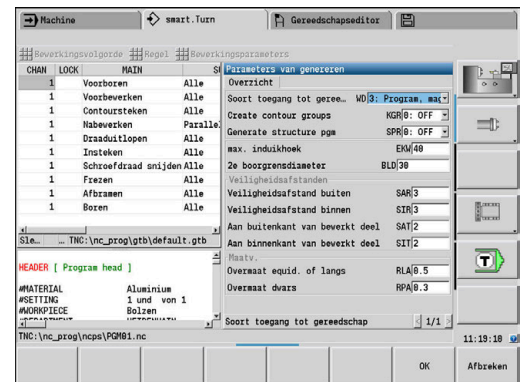 Machine smart.Turn Gereedschapseditor
Bewerkingsvolgorde Regel Bewerkingsparameters
CHAN LOCK MAIN
1 Voorboren Alle
1 Voorbewerken Alle
1 Contoursteken Alle
1 Nabewerken Parallel
1 Draaduitlopen Alle
1 Insteken Alle
1 Schroefdraad snijden Alle
1 Frezen Alle
1 Afbramen Alle
1 Boren Alle
Sle… … TNC:\nc_prog\gtb\default.gtb
HEADER [ Program head ]
#MATERIAL Aluminium
#SETTING 1 und von 1
#WORKPIECE Bolzen
Parameters van genereren
Overzicht
Soort toegang tot geree… WD 3: Program, mac
Create contour groups KGR 0: OFF
Generate structure pgm SPR 0: OFF
max. induikhoek EKW 40
2e boorgrensdiameter BLD 30
Veiligheidsafstanden
Veiligheidsafstand buiten SAR 3
Veiligheidsafstand binnen SIR 3
Aan buitenkant van bewerkt deel SAT 2
Aan binnenkant van bewerkt deel SIT 2
Maatv.
Overmaat equid. of langs RLA 0.5
Overmaat dwars RPA 0.3
Soort toegang tot gereedschap 1/1
T
TNC:\nc_prog\ncps\PGM01.nc
11:19:10
OK Afbreken